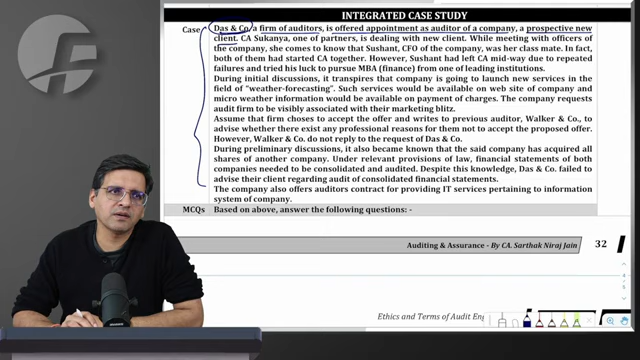 INTEGRATED CASE STUDY
Case Das & Co, a firm of auditors, is offered appointment as auditor of a company, a prospective new
client. CA Sukanya, one of partners, is dealing with new client. While meeting with officers of
the company, she comes to know that Sushant, CFO of the company, was her class mate. In fact,
both of them had started CA together. However, Sushant had left CA mid-way due to repeated
failures and tried his luck to pursue MBA (finance) from one of leading institutions.
During initial discussions, it transpires that company is going to launch new services in the
field of "weather-forecasting". Such services would be available on web site of company and
micro weather information would be available on payment of charges. The company requests
audit firm to be visibly associated with their marketing blitz.
Assume that firm choses to accept the offer and writes to previous auditor, Walker & Co., to
advise whether there exist any professional reasons for them not to accept the proposed offer.
However, Walker & Co. do not reply to the request of Das & Co.
During preliminary discussions, it also became known that the said company has acquired all
shares of another company. Under relevant provisions of law, financial statements of both
companies needed to be consolidated and audited. Despite this knowledge, Das & Co. failed to
advise their client regarding audit of consolidated financial statements.
The company also offers auditors contract for providing IT services pertaining to information
system of company.
MCQs Based on above, answer the following questions: -
Auditing & Assurance - By CA. Sarthak Niraj Jain 32
Ethics and Terms of Audit Eng